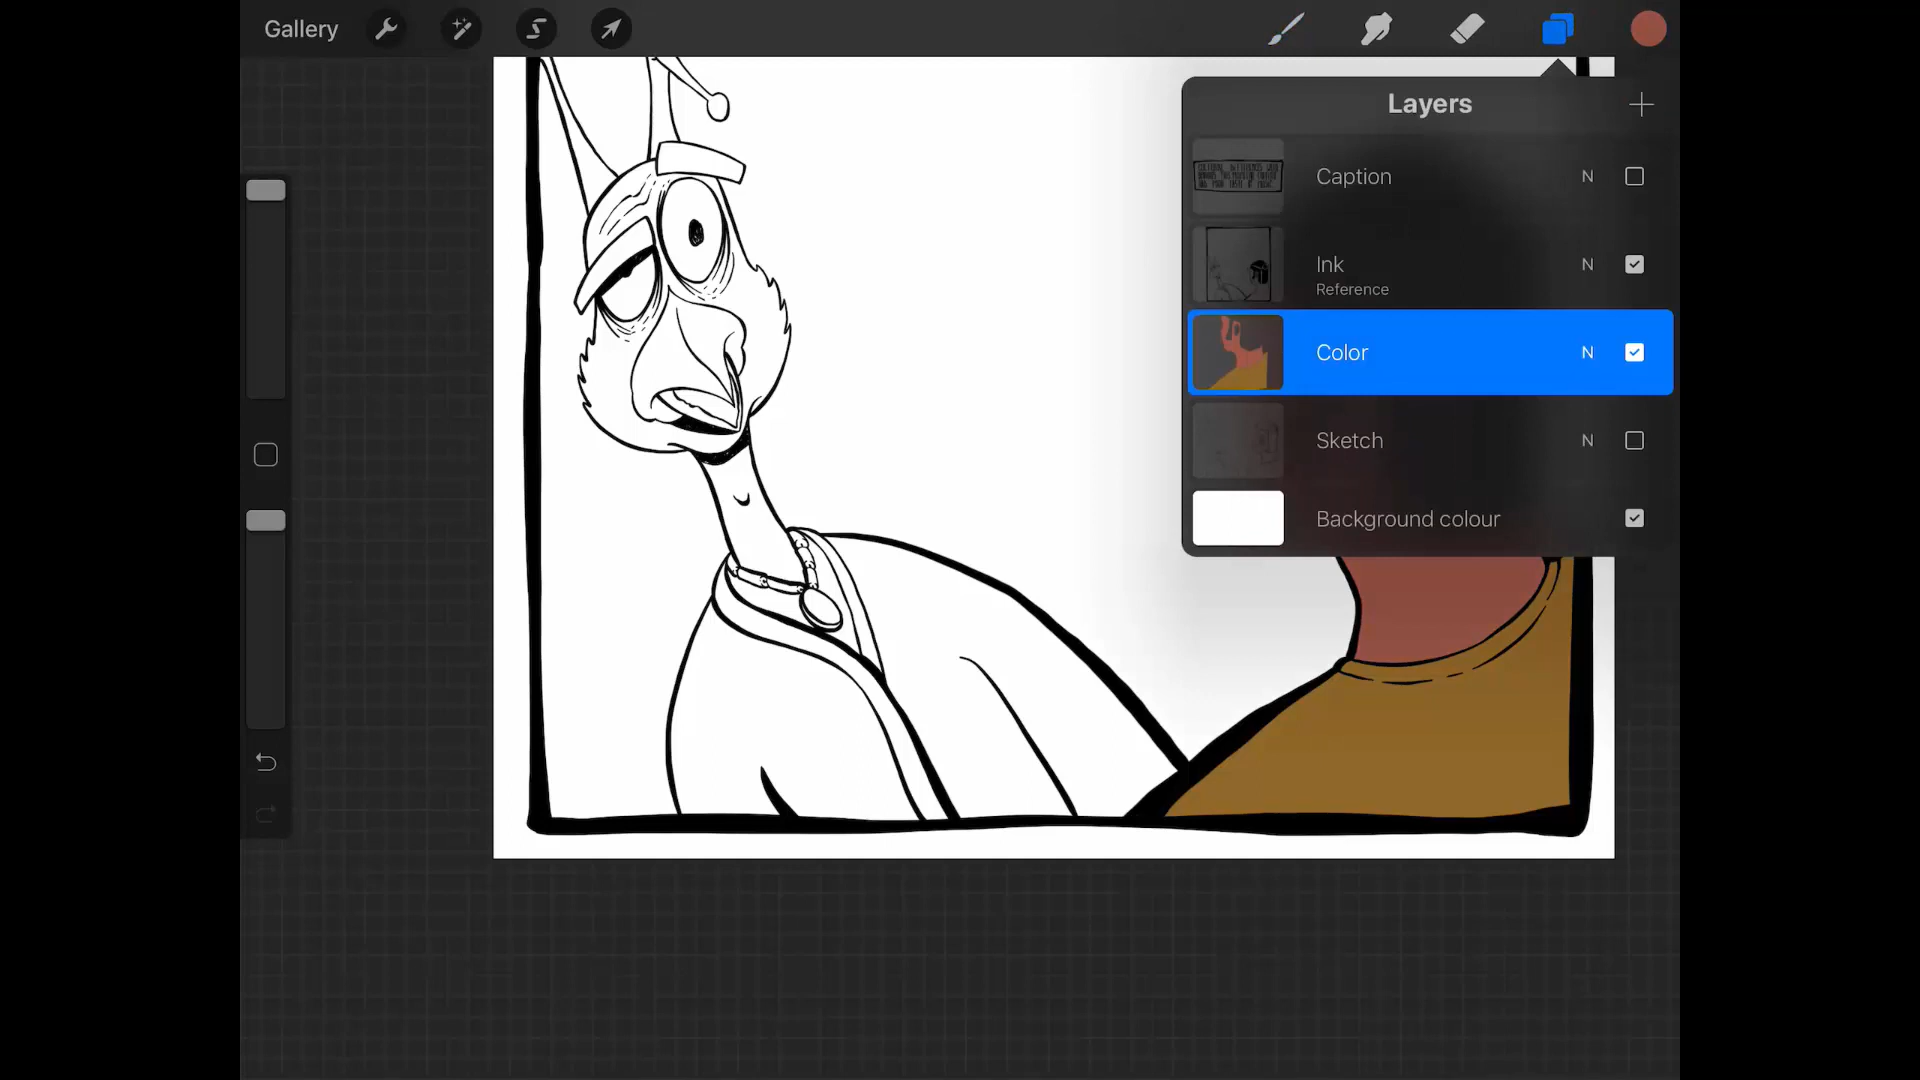 Gallery
Layers
Caption N
Ink N
Reference
Color N
Sketch N
Background colour